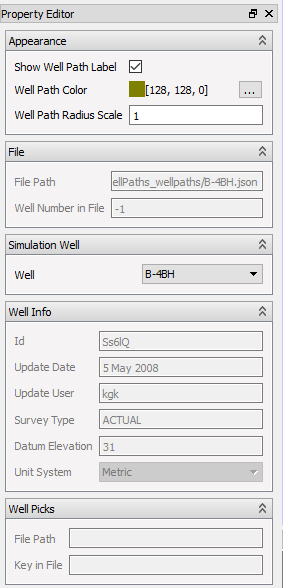 Property Editor
Appearance
Show Well Path Label
Well Path Color [128, 128, 0] ...
Well Path Radius Scale 1
File
File Path ellPaths_wellpaths/B-4BH.json
Well Number in File -1
Simulation Well
Well B-4BH
Well Info
Id Ss6lQ
Update Date 5 May 2008
Update User kgk
Survey Type ACTUAL
Datum Elevation 31
Unit System Metric
Well Picks
File Path
Key in File